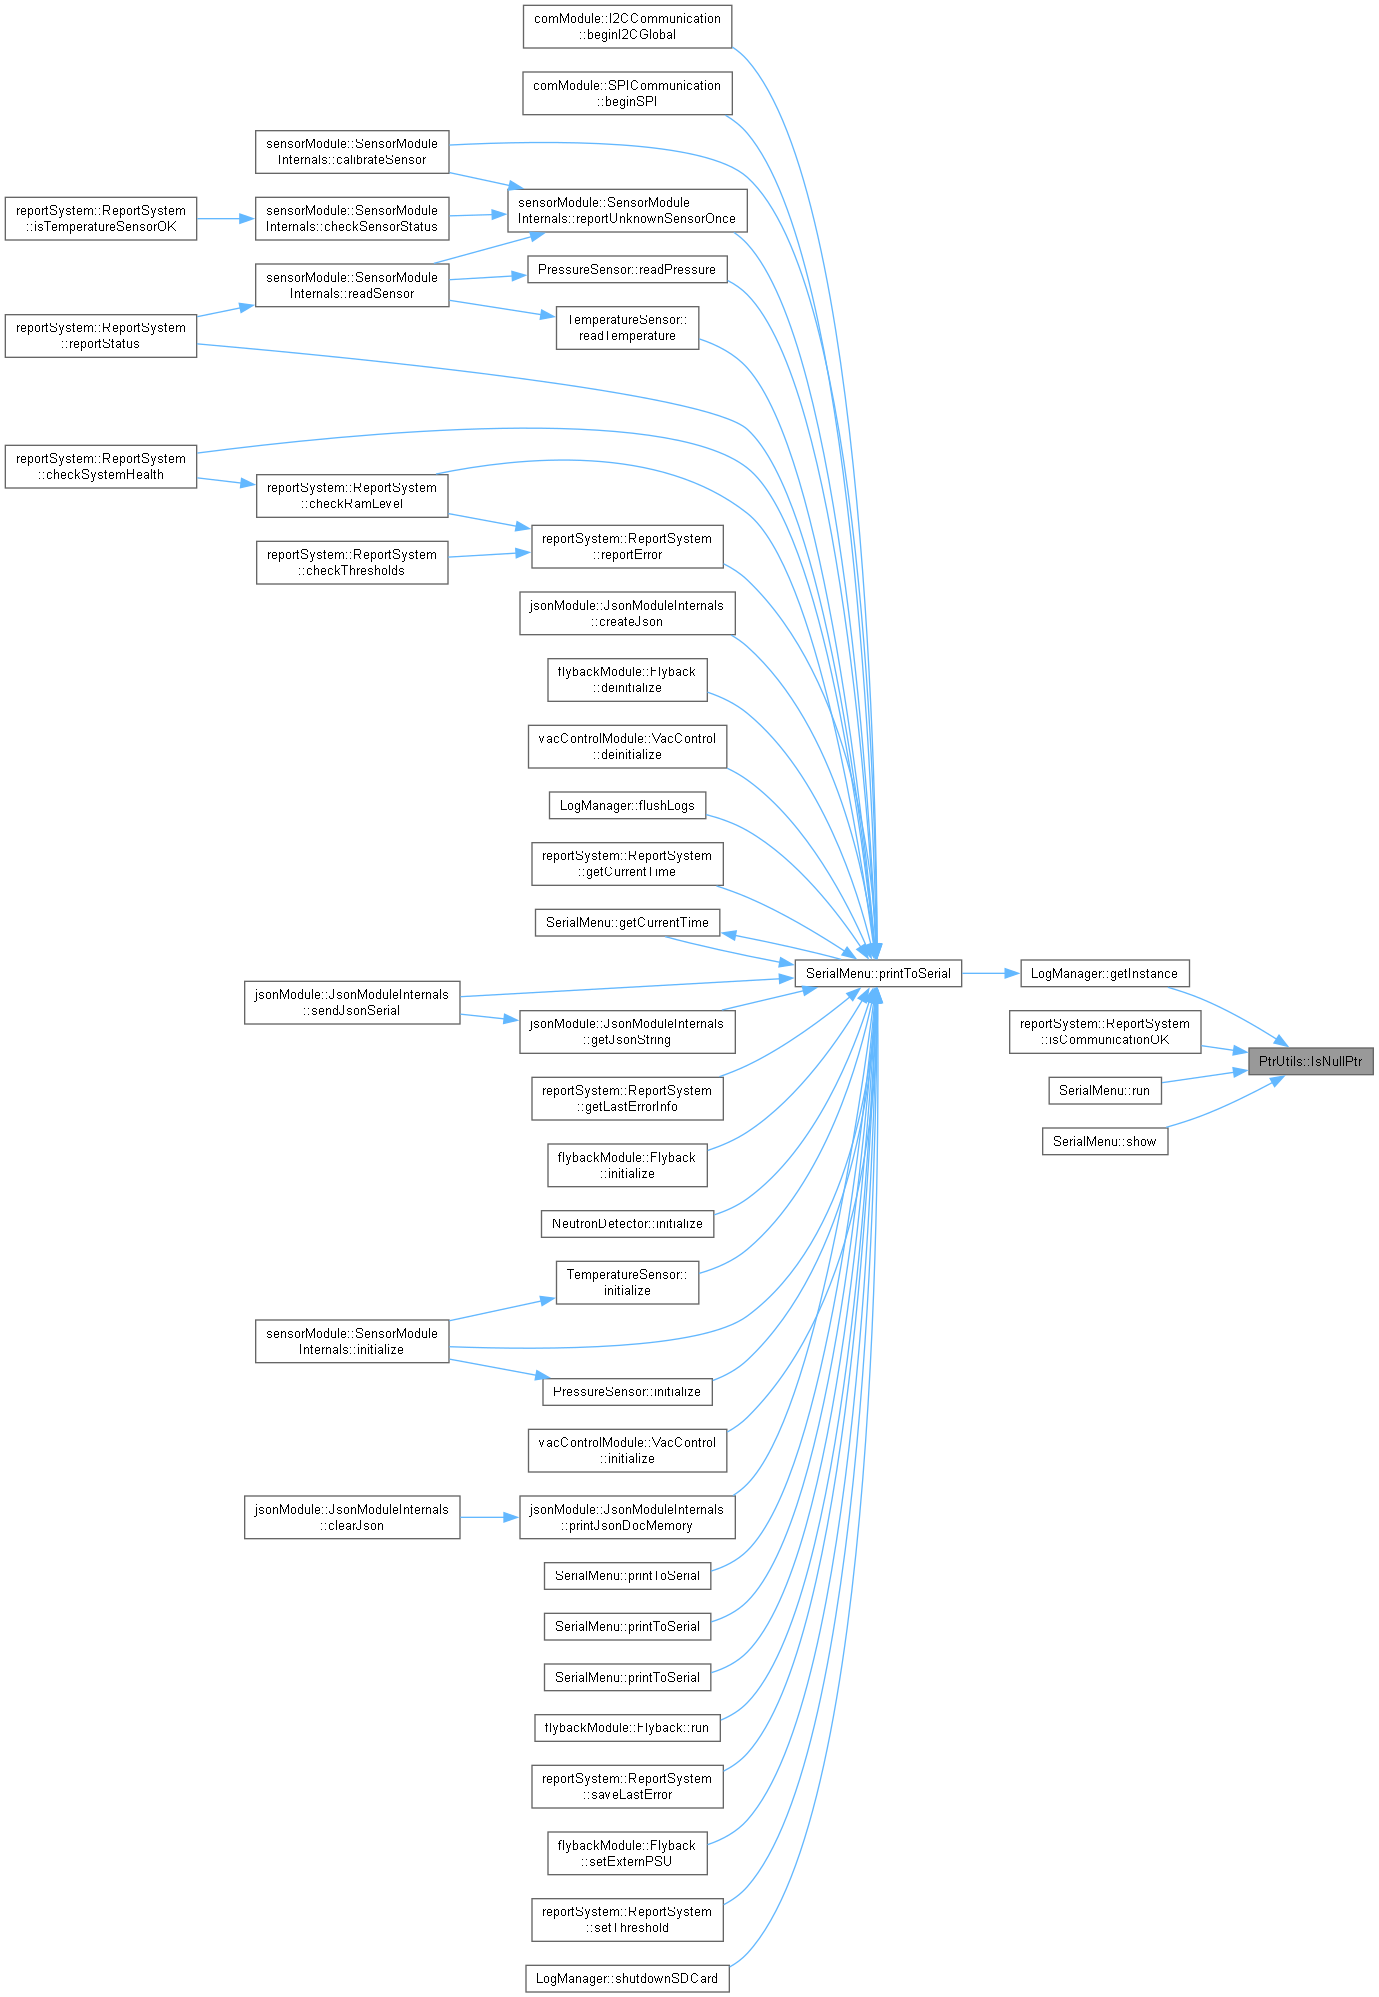 comModule::I2CCommunication
::beginI2CGlobal
comModule::SPICommunication
::beginSPI
sensorModule::SensorModule
Internals::calibrateSensor
sensorModule::SensorModule
Internals::reportUnknownSensorOnce
reportSystem::ReportSystem
::isTemperatureSensorOK
sensorModule::SensorModule
Internals::checkSensorStatus
PressureSensor::readPressure
sensorModule::SensorModule
Internals::readSensor
TemperatureSensor::
readTemperature
reportSystem::ReportSystem
::reportStatus
reportSystem::ReportSystem
::checkSystemHealth
reportSystem::ReportSystem
::checkRamLevel
reportSystem::ReportSystem
::reportError
reportSystem::ReportSystem
::checkThresholds
jsonModule::JsonModuleInternals
::createJson
flybackModule::Flyback
::deinitialize
vacControlModule::VacControl
::deinitialize
LogManager::flushLogs
reportSystem::ReportSystem
::getCurrentTime
SerialMenu::getCurrentTime
SerialMenu::printToSerial
LogManager::getInstance
jsonModule::JsonModuleInternals
::sendJsonSerial
jsonModule::JsonModuleInternals
::getJsonString
reportSystem::ReportSystem
::isCommunicationOK
PtrUtils::IsNullPtr
SerialMenu::run
reportSystem::ReportSystem
::getLastErrorInfo
SerialMenu::show
flybackModule::Flyback
::initialize
NeutronDetector::initialize
TemperatureSensor::
initialize
sensorModule::SensorModule
Internals::initialize
PressureSensor::initialize
vacControlModule::VacControl
::initialize
jsonModule::JsonModuleInternals
::clearJson
jsonModule::JsonModuleInternals
::printJsonDocMemory
SerialMenu::printToSerial
SerialMenu::printToSerial
SerialMenu::printToSerial
flybackModule::Flyback::run
reportSystem::ReportSystem
::saveLastError
flybackModule::Flyback
::setExternPSU
reportSystem::ReportSystem
::setThreshold
LogManager::shutdownSDCard